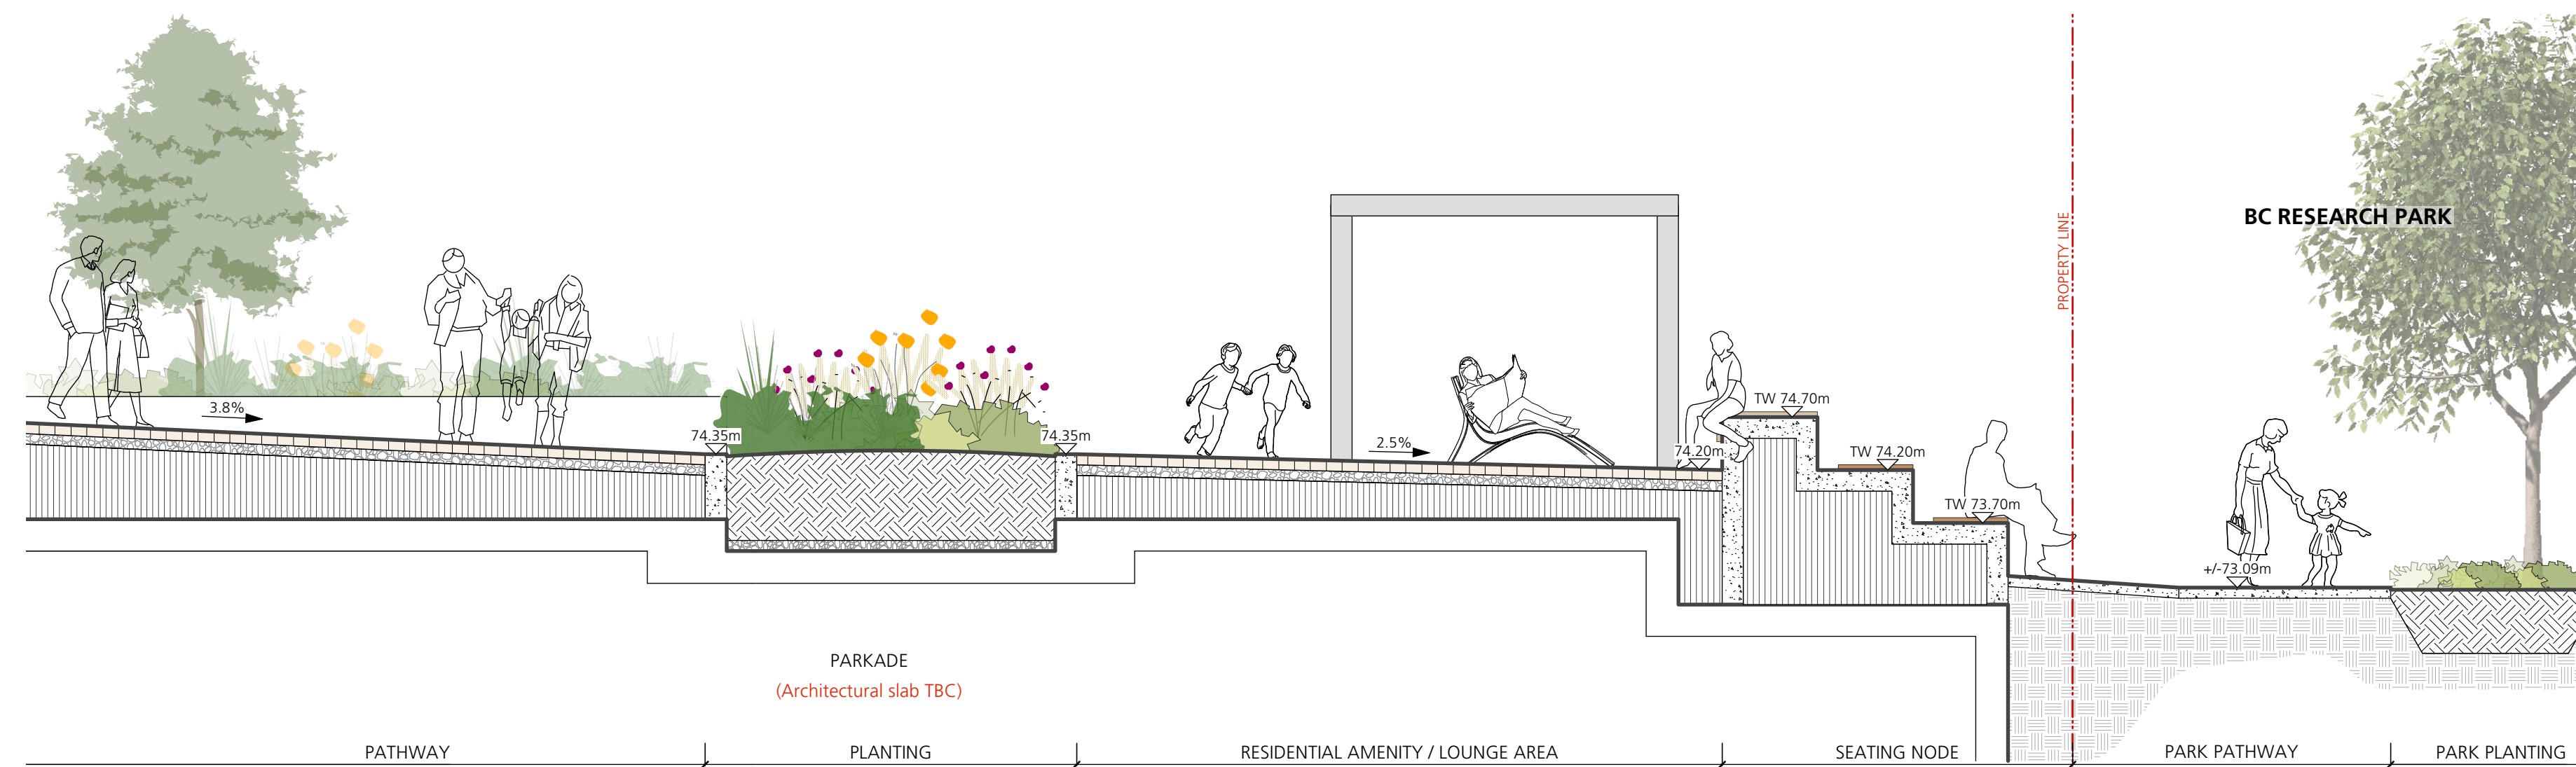 BC RESEARCH PARK
PROPERTY LINE
3.8%
74.35m
74.35m
2.5%
74.20m
TW 74.70m
TW 74.20m
TW 73.70m
+/-73.09m
PARKADE
(Architectural slab TBC)
PATHWAY
PLANTING
RESIDENTIAL AMENITY / LOUNGE AREA
SEATING NODE
PARK PATHWAY
PARK PLANTING